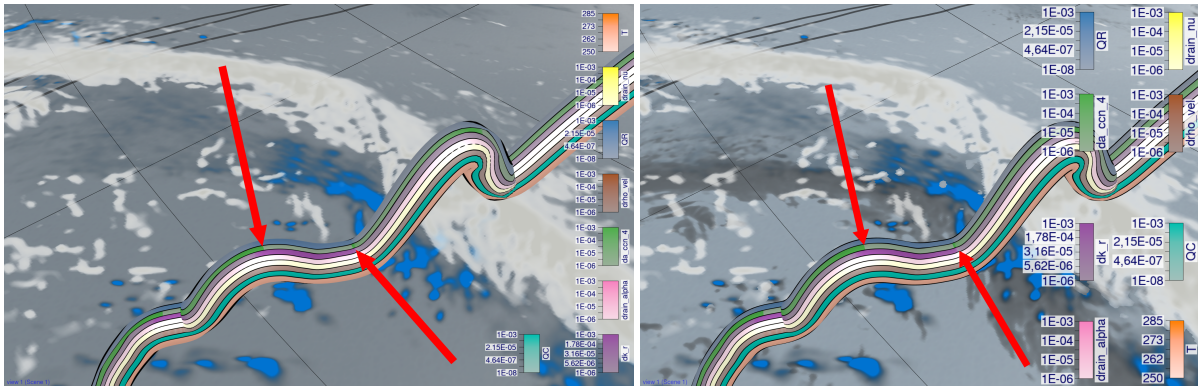 285
273
262
250
T
1E-03
1E-04
1E-05
1E-06
drain_nu
1E-03
2.15E-05
4.64E-07
1E-08
QR
1E-03
1E-04
1E-05
1E-06
drho_vel
1E-03
1E-04
1E-05
1E-06
da_ccn_4
1E-03
1E-04
1E-05
1E-06
drain_alpha
1E-03
2.15E-05
4.64E-07
1E-08
QC
1E-03
1.78E-04
3.16E-05
5.62E-06
1E-06
dk_r
view 1 (Scene 1)
1E-03
2,15E-05
4,64E-07
1E-08
QR
1E-03
1E-04
1E-05
1E-06
drain_nu
1E-03
1E-04
1E-05
1E-06
da_ccn_4
1E-03
1E-04
1E-05
1E-06
drho_vel
1E-03
1,78E-04
3,16E-05
5,62E-06
1E-06
dk_r
1E-03
2,15E-05
4,64E-07
1E-08
QC
1E-03
1E-04
1E-05
1E-06
drain_alpha
285
273
262
250
T
view 1 (Scene 1)